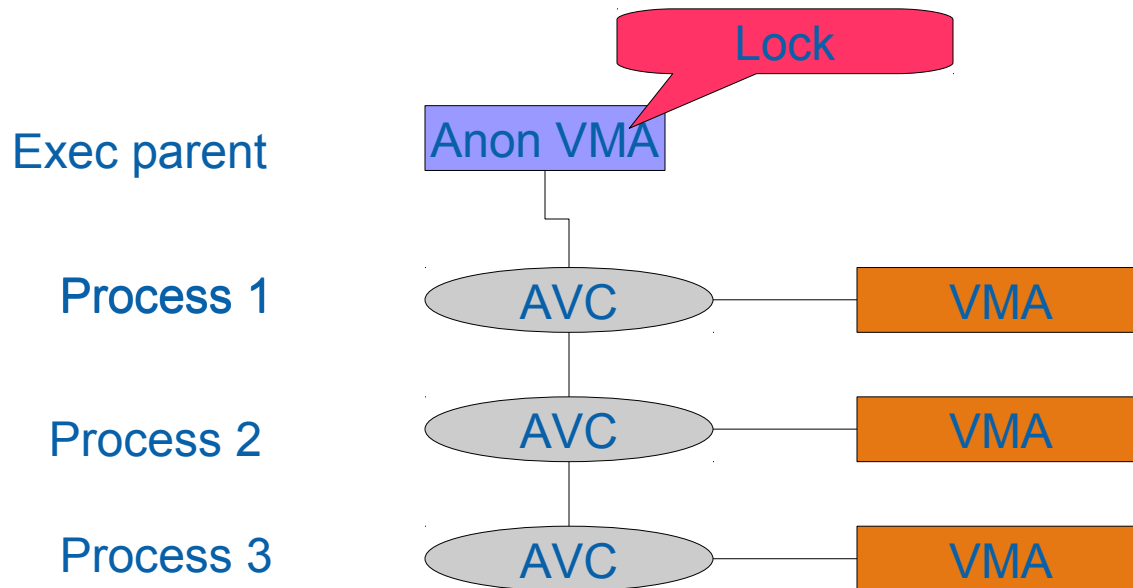 Lock
Exec parent
Anon VMA
Process 1
AVC
VMA
Process 2
AVC
VMA
Process 3
AVC
VMA